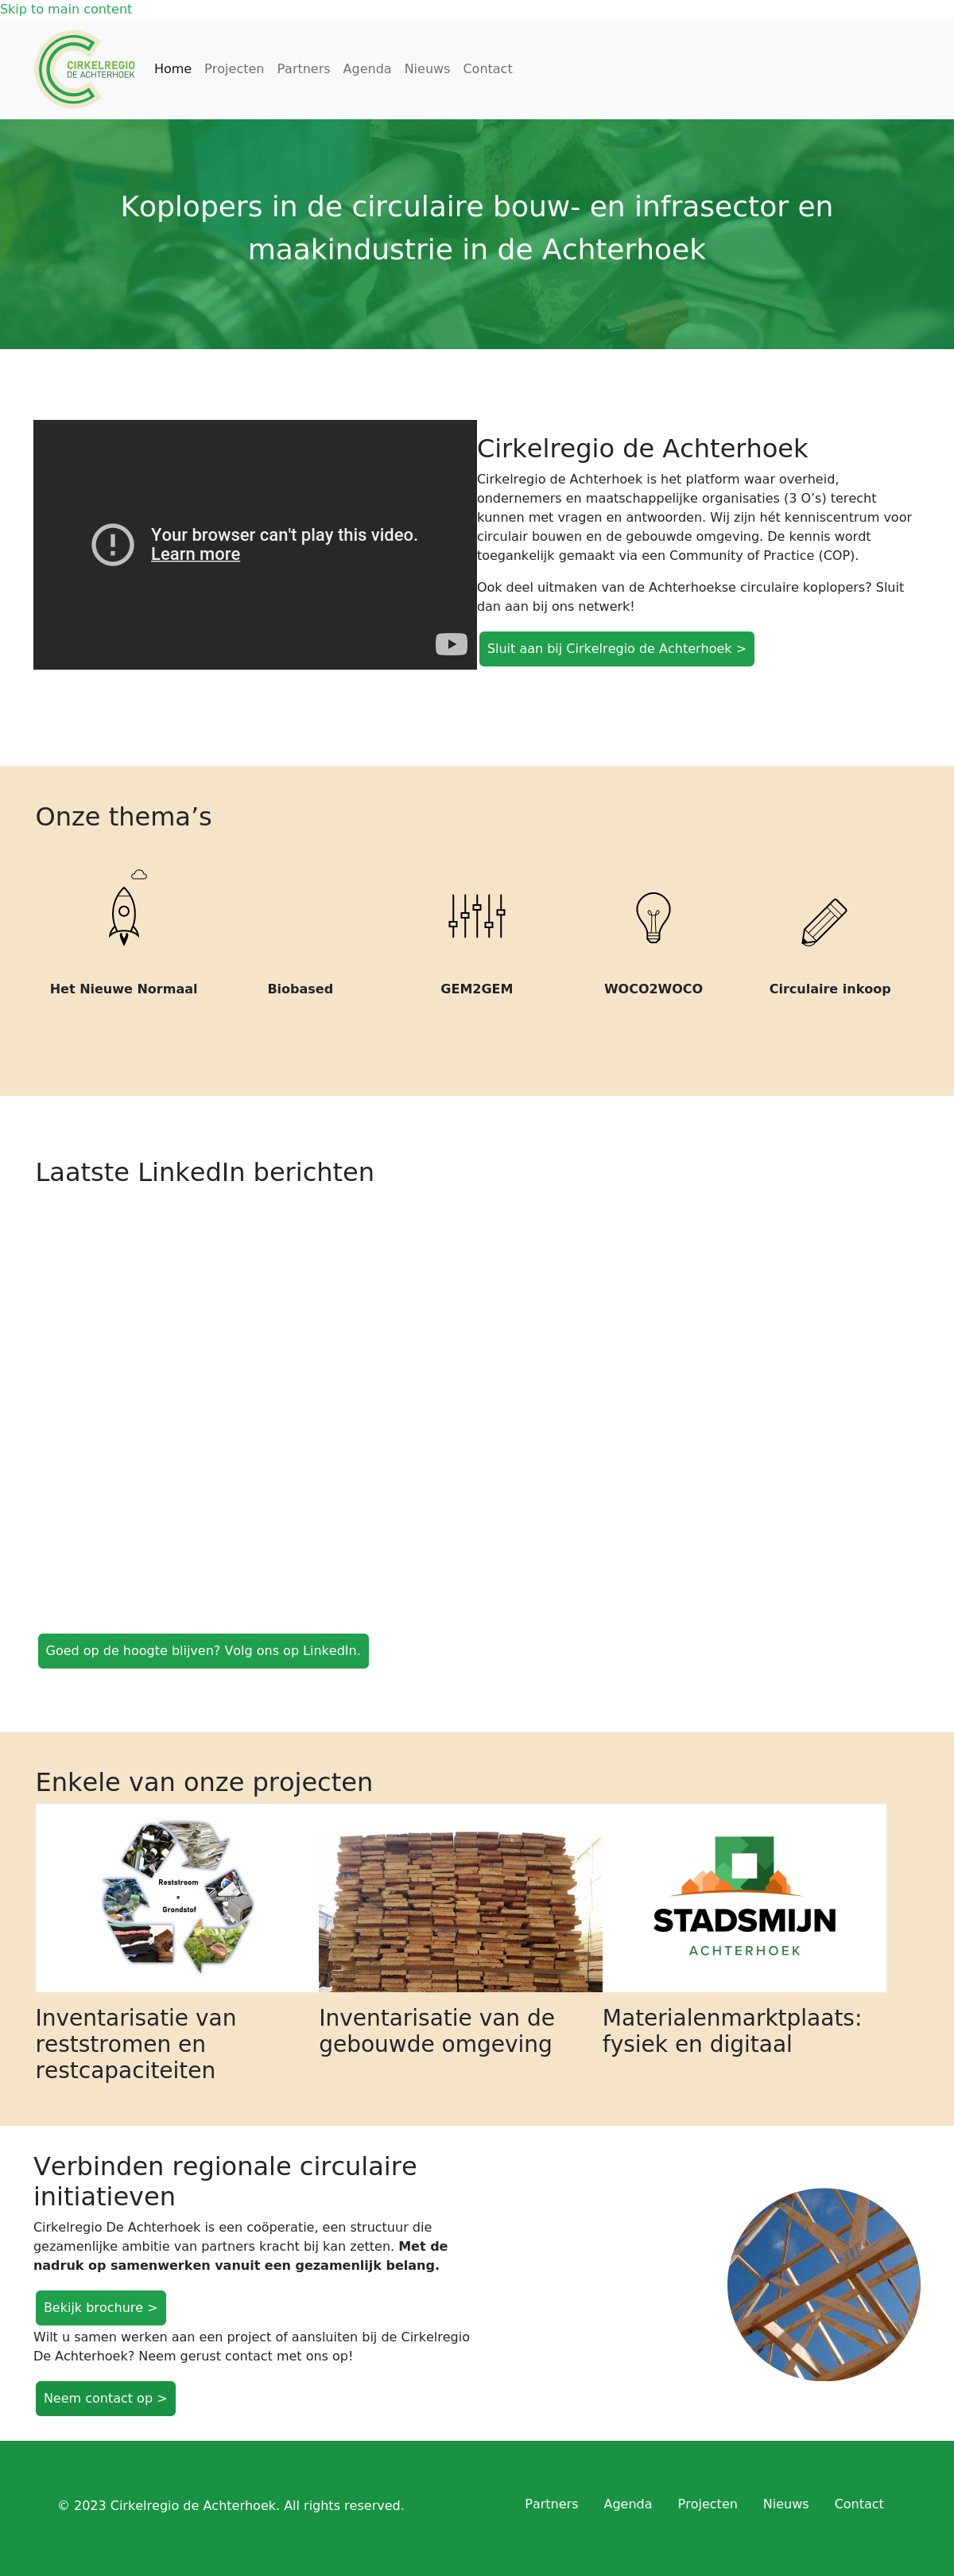 Skip to main content
CIRKELREGIO
DE ACHTERHOEK
Home Projecten Partners Agenda Nieuws Contact
Koplopers in de circulaire bouw- en infrasector en
maakindustrie in de Achterhoek
Your browser can't play this video.
Learn more
Cirkelregio de Achterhoek
Cirkelregio de Achterhoek is het platform waar overheid,
ondernemers en maatschappelijke organisaties (3 O’s) terecht
kunnen met vragen en antwoorden. Wij zijn hét kenniscentrum voor
circulair bouwen en de gebouwde omgeving. De kennis wordt
toegankelijk gemaakt via een Community of Practice (COP).
Ook deel uitmaken van de Achterhoekse circulaire koplopers? Sluit
dan aan bij ons netwerk!
Sluit aan bij Cirkelregio de Achterhoek >
Onze thema’s
Het Nieuwe Normaal
Biobased
GEM2GEM
WOCO2WOCO
Circulaire inkoop
Laatste LinkedIn berichten
Goed op de hoogte blijven? Volg ons op LinkedIn.
Enkele van onze projecten
Reststroom
=
Grondstof
STADSMIJN
ACHTERHOEK
Inventarisatie van
reststromen en
restcapaciteiten
Inventarisatie van de
gebouwde omgeving
Materialenmarktplaats:
fysiek en digitaal
Verbinden regionale circulaire
initiatieven
Cirkelregio De Achterhoek is een coöperatie, een structuur die
gezamenlijke ambitie van partners kracht bij kan zetten. Met de
nadruk op samenwerken vanuit een gezamenlijk belang.
Bekijk brochure >
Wilt u samen werken aan een project of aansluiten bij de Cirkelregio
De Achterhoek? Neem gerust contact met ons op!
Neem contact op >
© 2023 Cirkelregio de Achterhoek. All rights reserved.
Partners Agenda Projecten Nieuws Contact